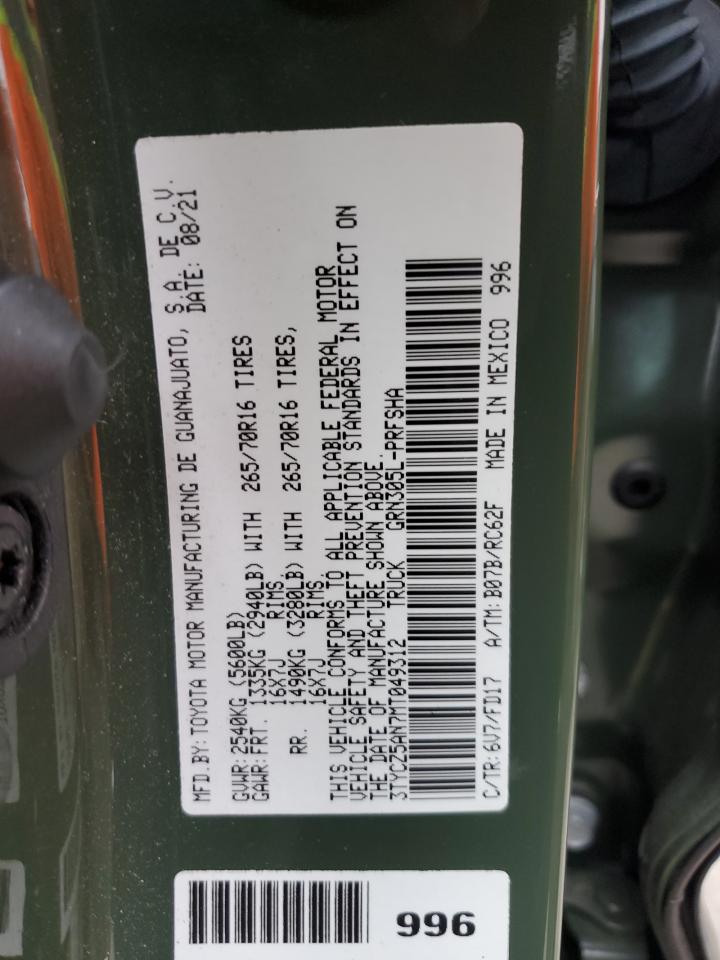 MFD.BY:TOYOTA MOTOR MANUFACTURING DE GUANAJUATO, S.A. DE C.V.
DATE: 08/21
GVWR:2540KG (5600LB)
GAWR:FRT. 1335KG (2940LB) WITH 265/70R16 TIRES
16X7J RIMS
RR. 1490KG (3280LB) WITH 265/70R16 TIRES,
16X7J RIMS
THIS VEHICLE CONFORMS TO ALL APPLICABLE FEDERAL MOTOR
VEHICLE SAFETY AND THEFT PREVENTION STANDARDS IN EFFECT ON
THE DATE OF MANUFACTURE SHOWN ABOVE.
3TYCZ5AN7MT049312 TRUCK GRN305L-PRFSHA
C/TR:6V7/FD17 A/TM:B07B/RC62F MADE IN MEXICO 996
996